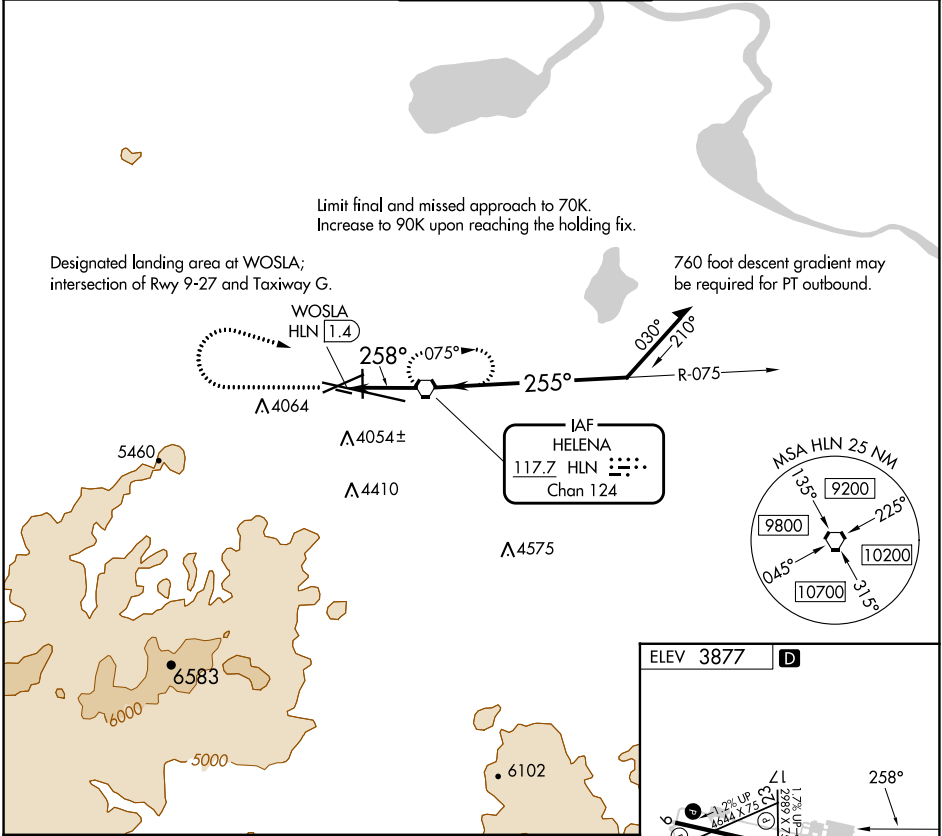 Limit final and missed approach to 70K.
Increase to 90K upon reaching the holding fix.
Designated landing area at WOSLA;
intersection of Rwy 9-27 and Taxiway G.
760 foot descent gradient may
be required for PT outbound.
WOSLA
HLN 1.4
258°
075°
255°
030°
210°
R-075
4064
4054±
4410
4575
5460
6583
6000
5000
6102
IAF
HELENA
117.7 HLN
Chan 124
MSA HLN 25 NM
135°
9200
225°
9800
10200
045°
10700
315°
ELEV 3877 D
17
258°
1.2% UP
4644 X 75
23
1.7% UP
2989 X 75
P
P
9